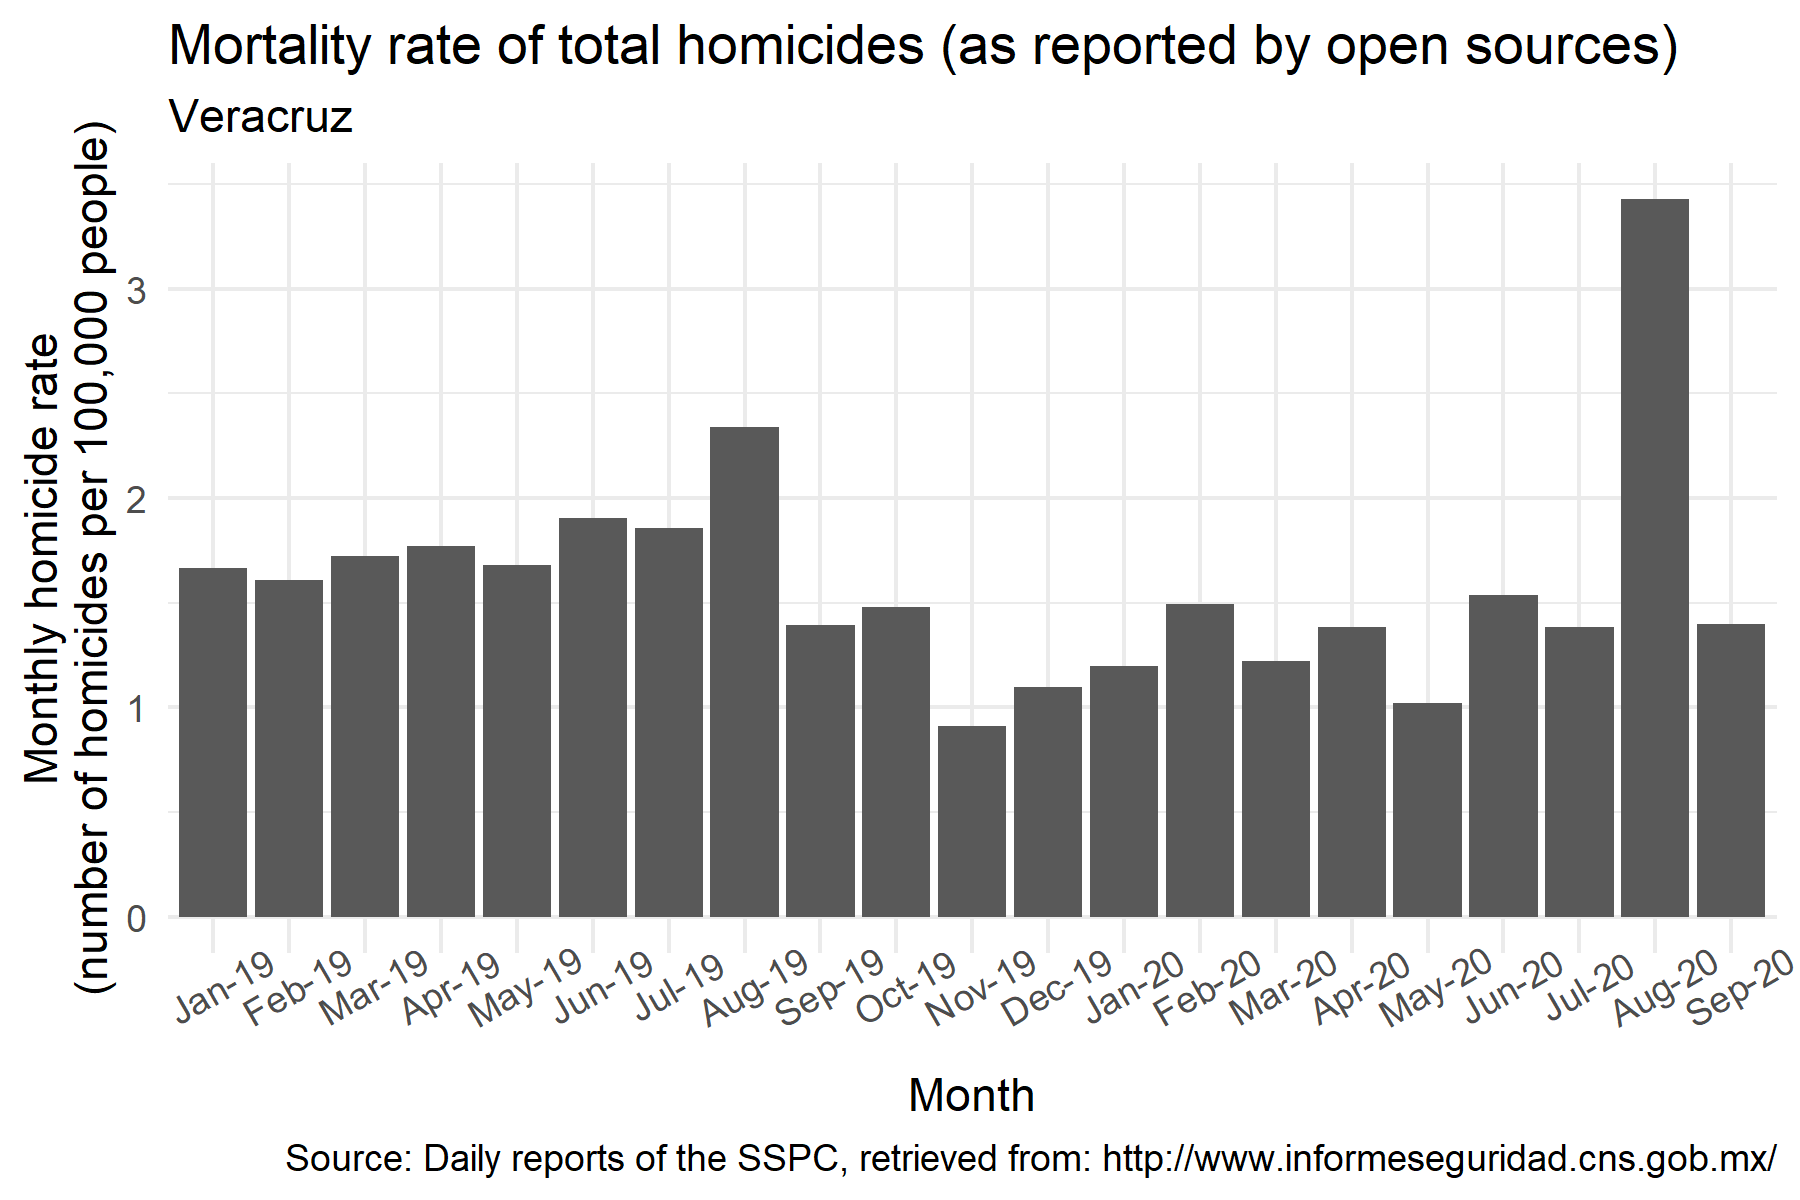 Mortality rate of total homicides (as reported by open sources)
Veracruz
Monthly homicide rate
(number of homicides per 100,000 people)
3
2
1
0
Jan-19
Feb-19
Mar-19
Apr-19
May-19
Jun-19
Jul-19
Aug-19
Sep-19
Oct-19
Nov-19
Dec-19
Jan-20
Feb-20
Mar-20
Apr-20
May-20
Jun-20
Jul-20
Aug-20
Sep-20
Month
Source: Daily reports of the SSPC, retrieved from: http://www.informeseguridad.cns.gob.mx/